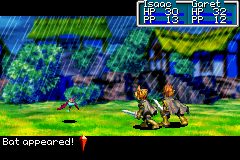 Isaac Garet
HP 30 HP 32
PP 13 PP 12
Bat appeared!